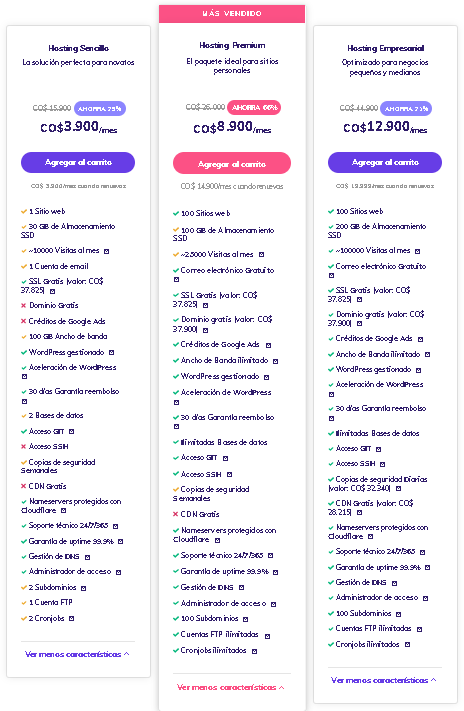 MÁS VENDIDO
Hosting Sencillo
La solución perfecta para novatos
CO$ 15.900 AHORRA 75%
CO$3.900/mes
Agregar al carrito
/mes cuando renueves
1 Sitio web
30 GB de Almacenamiento
SSD
~10000 Visitas al mes
1 Cuenta de email
SSL Gratis (valor: CO$
37.825)
Dominio Gratis
Créditos de Google Ads
100 GB Ancho de banda
WordPress gestionado
Aceleración de WordPress
30 días Garantía reembolso
2 Bases de datos
Acceso GIT
Acceso SSH
Copias de seguridad
Semanales
CDN Gratis
Nameservers protegidos con
Cloudflare
Soporte técnico 24/7/365
Garantía de uptime 99.9%
Gestión de DNS
Administrador de acceso
2 Subdominios
1 Cuenta FTP
2 Cronjobs
Ver menos características
Hosting Premium
El paquete ideal para sitios
personales
CO$ 26.000 AHORRA 66%
CO$8.900/mes
Agregar al carrito
CO$ 14.900/mes cuando renueves
100 Sitios web
100 GB de Almacenamiento
SSD
~25000 Visitas al mes
Correo electrónico Gratuito
SSL Gratis (valor: CO$
37.825)
Dominio gratis (valor: CO$
37.900)
Créditos de Google Ads
Ancho de Banda ilimitado
WordPress gestionado
Aceleración de WordPress
30 días Garantía reembolso
Ilimitadas Bases de datos
Acceso GIT
Acceso SSH
Copias de seguridad
Semanales
CDN Gratis
Nameservers protegidos con
Cloudflare
Soporte técnico 24/7/365
Garantía de uptime 99.9%
Gestión de DNS
Administrador de acceso
100 Subdominios
Cuentas FTP ilimitadas
Cronjobs ilimitados
Ver menos características
Hosting Empresarial
Optimizado para negocios
pequeños y medianos
CO$ 44.900 AHORRA
CO$12.900/mes
Agregar al carrito
/mes cuando renueves
100 Sitios web
200 GB de Almacenamiento
SSD
~100000 Visitas al mes
Correo electrónico Gratuito
SSL Gratis (valor: CO$
37.825)
Dominio gratis (valor: CO$
37.900)
Créditos de Google Ads
Ancho de Banda ilimitado
WordPress gestionado
Aceleración de WordPress
30 días Garantía reembolso
Ilimitadas Bases de datos
Acceso GIT
Acceso SSH
Copias de seguridad Diarias
(valor: CO$ 32.340)
CDN Gratis (valor: CO$
28.215)
Nameservers protegidos con
Cloudflare
Soporte técnico 24/7/365
Garantía de uptime 99.9%
Gestión de DNS
Administrador de acceso
100 Subdominios
Cuentas FTP ilimitadas
Cronjobs ilimitados
Ver menos características